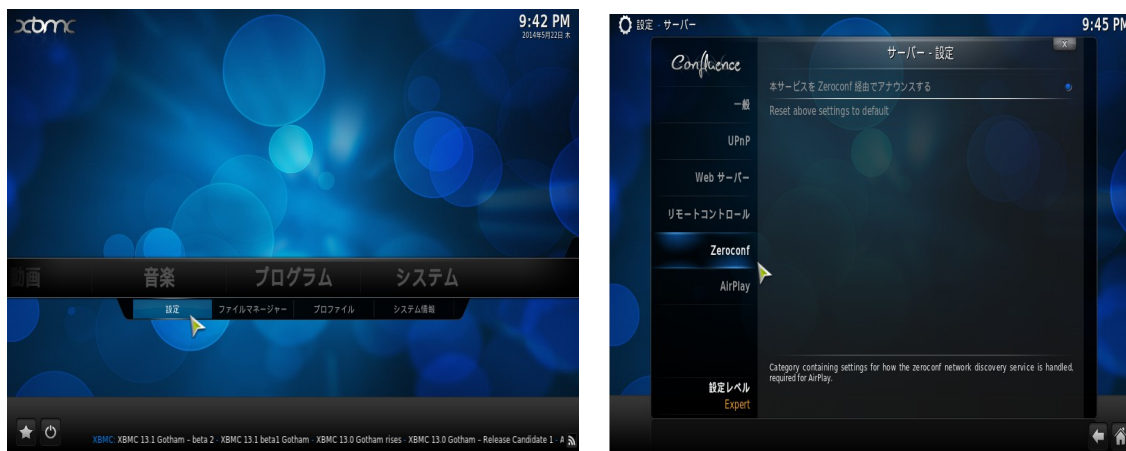 xbmc
9:42 PM
2014年5月22日 木
動画 音楽 プログラム システム
設定 ファイルマネージャー プロファイル システム情報
XBMC: XBMC 13.1 Gotham - beta 2 · XBMC 13.1 beta1 Gotham · XBMC 13.0 Gotham rises · XBMC 13.0 Gotham – Release Candidate 1 · A
設定 - サーバー
9:45 PM
Confluence
サーバー - 設定
x
一般
UPnP
Web サーバー
リモートコントロール
Zeroconf
AirPlay
本サービスを Zeroconf 経由でアナウンスする
Reset above settings to default
設定レベル
Expert
Category containing settings for how the zeroconf network discovery service is handled.
required for AirPlay.